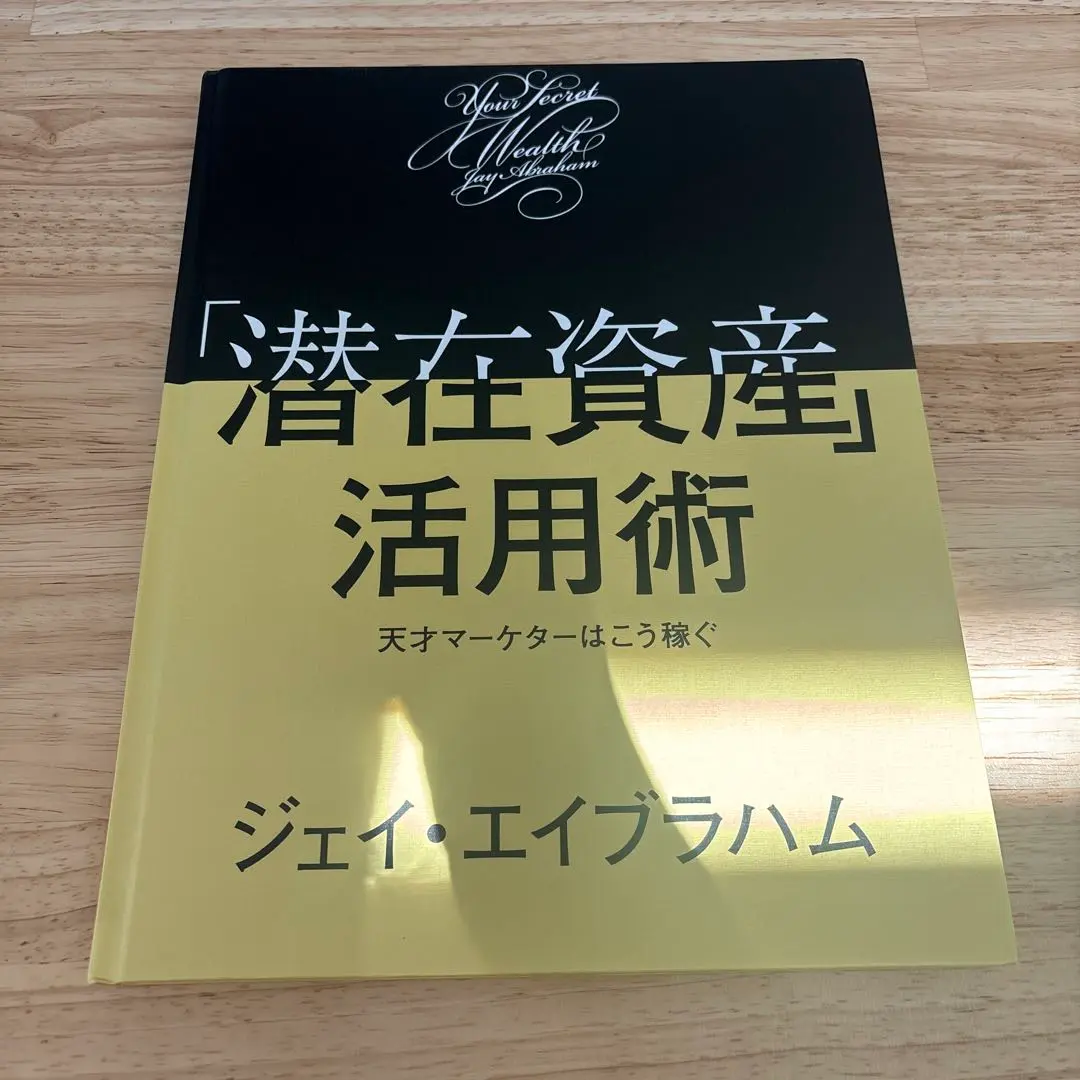 Your Secret
Wealth
Jay Abraham
「潜在資産」
活用術
天才マーケターはこう稼ぐ
ジェイ・エイブラハム